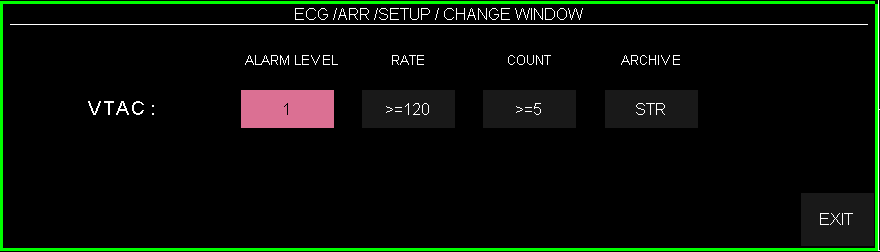 ECG /ARR /SETUP / CHANGE WINDOW
ALARM LEVEL RATE COUNT ARCHIVE
VTAC : 1 >=120 >=5 STR
EXIT